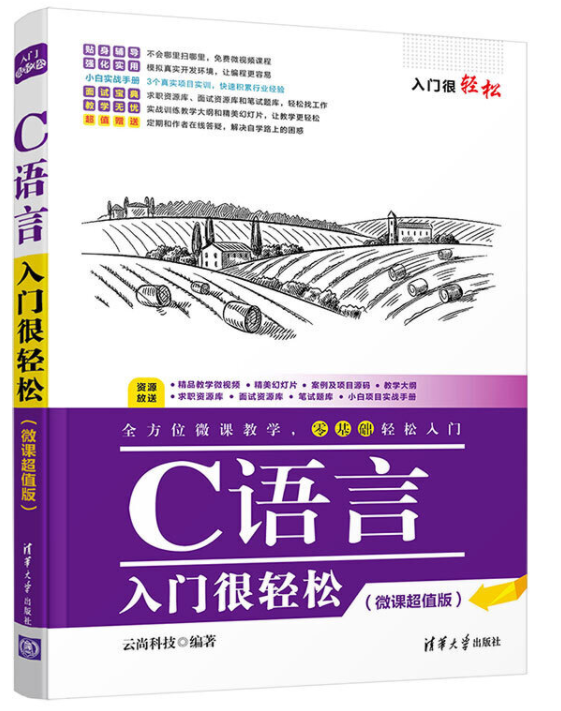 贴身辅导 不会哪里扫哪里，免费微视频课程
强化实用 模拟真实开发环境，让编程更容易
小白实战手册 3个真实项目实训，快速积累行业经验
面试宝典 求职资源库、面试资源库和笔试题库，轻松找工作
教学无忧 实战训练教学大纲和精美幻灯片，让教学更轻松
超值赠送 定期和作者在线答疑，解决自学路上的困惑
入门很轻松
资源放送
•精品教学微视频 •精美幻灯片 •案例及项目源码 •教学大纲
•求职资源库 •面试资源库 •笔试题库 •小白项目实战手册
全方位微课教学，零基础轻松入门
C语言
入门很轻松
（微课超值版）
云尚科技◎编著
清华大学出版社
入门很轻松
C语言
入门很轻松
（微课超值版）
清华大学出版社